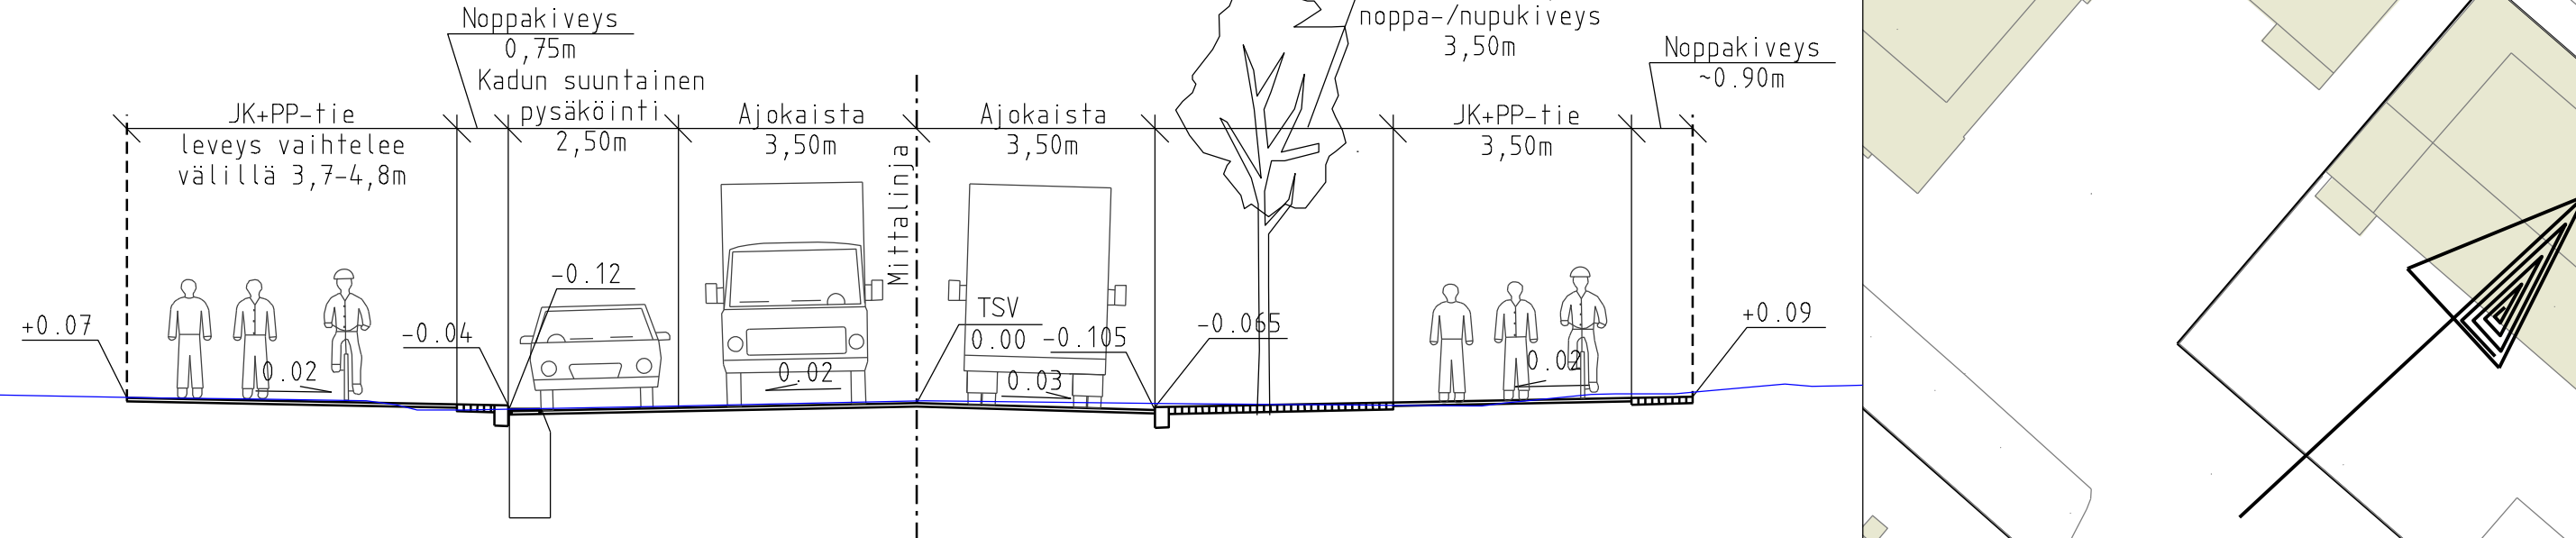 Noppakiveys
0,75m
noppa-/nupukiveys
3,50m
Noppakiveys
~0.90m
Kadun suuntainen
pysäköinti
2,50m
JK+PP-tie
leveys vaihtelee
välillä 3,7-4,8m
Ajokaista
3,50m
Mittalinja
Ajokaista
3,50m
JK+PP-tie
3,50m
+0.07
0.02
-0.04
-0.12
0.02
TSV
0.00
0.03
-0.105
-0.065
0.02
+0.09